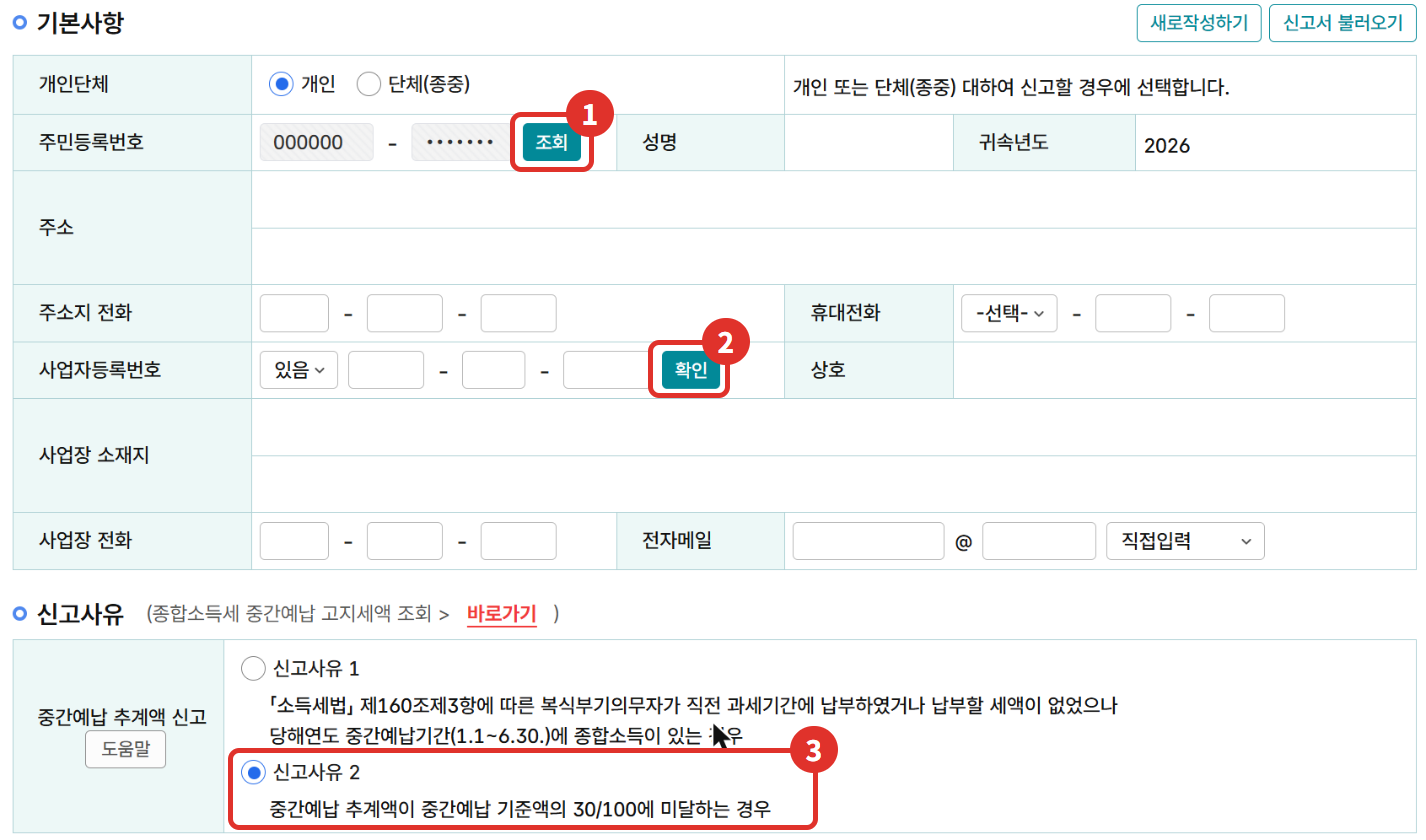 기본사항
새로작성하기
신고서 불러오기
개인단체
개인
단체(종중)
개인 또는 단체(종중) 대하여 신고할 경우에 선택합니다.
1
주민등록번호
000000 - •••••••
조회
성명
귀속년도
2026
주소
주소지 전화
- -
휴대전화
-선택- - -
2
사업자등록번호
있음 - -
확인
상호
사업장 소재지
사업장 전화
- -
전자메일
@
직접입력
신고사유 (종합소득세 중간예납 고지세액 조회 > 바로가기 )
중간예납 추계액 신고
도움말
신고사유 1
「소득세법」 제160조제3항에 따른 복식부기의무자가 직전 과세기간에 납부하였거나 납부할 세액이 없었으나
당해연도 중간예납기간(1.1~6.30.)에 종합소득이 있는
3
신고사유 2
중간예납 추계액이 중간예납 기준액의 30/100에 미달하는 경우